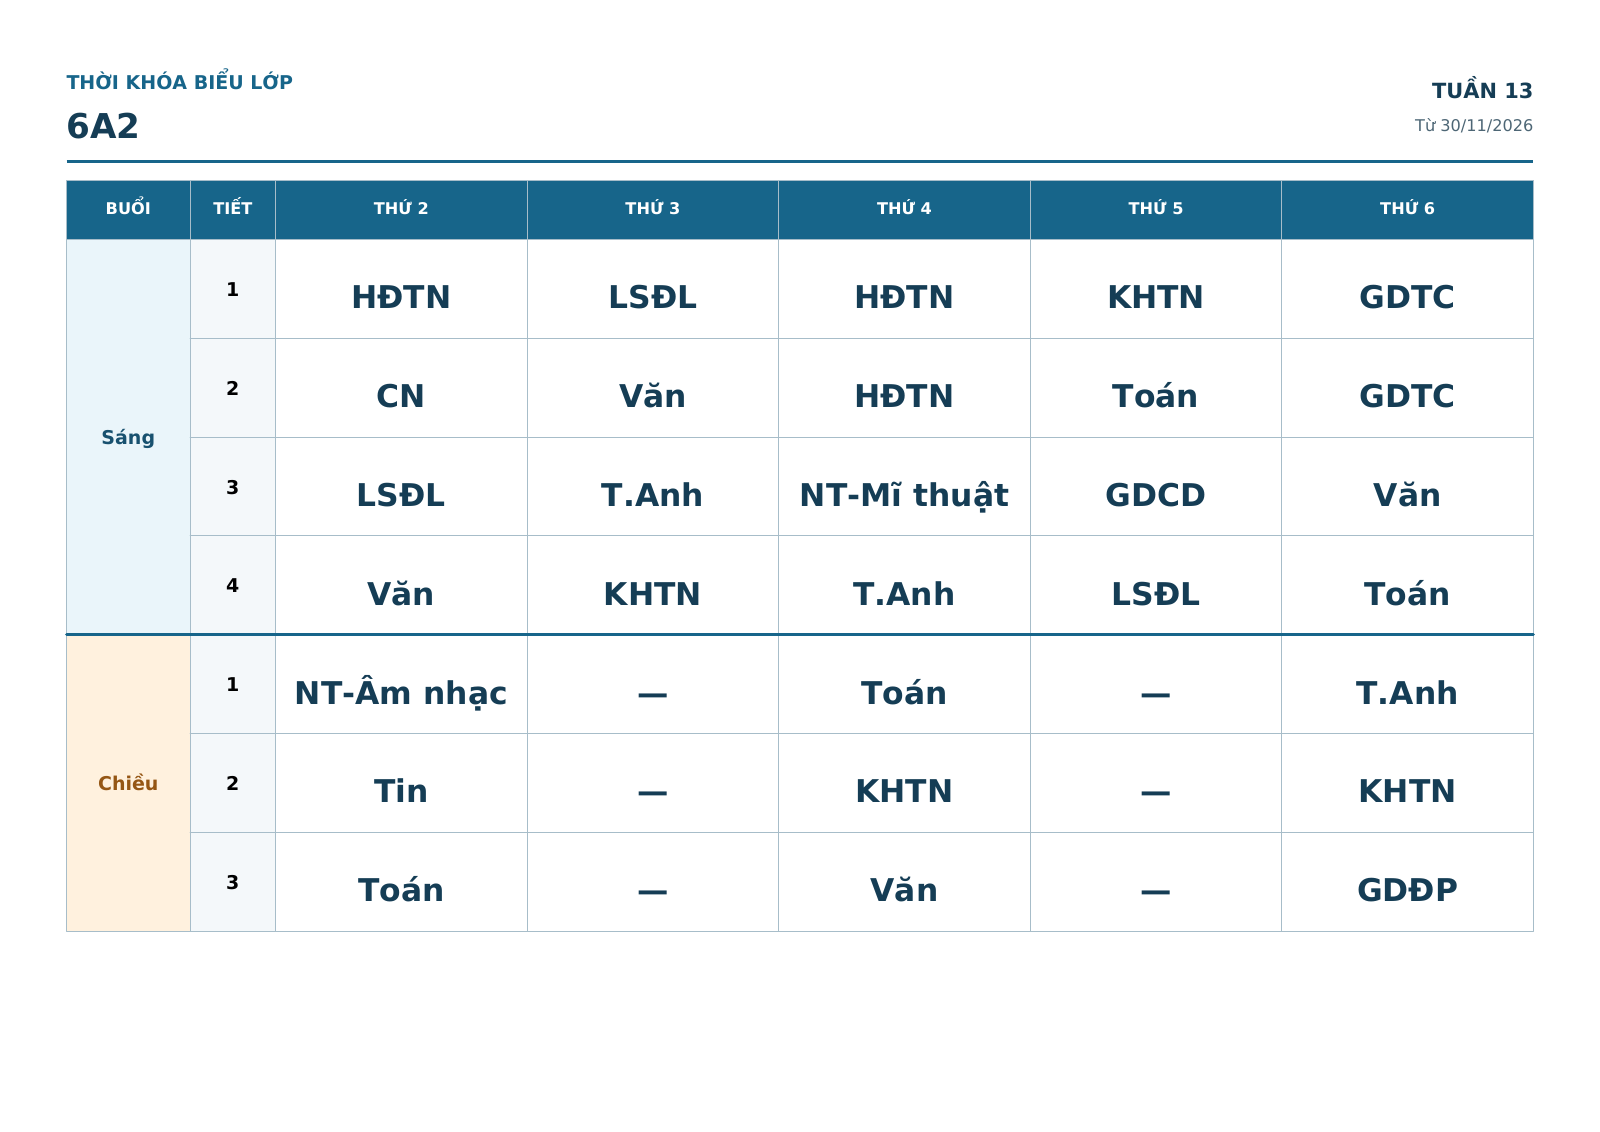 THỜI KHÓA BIỂU LỚP
6A2
TUẦN 13
Từ 30/11/2026
BUỔI TIẾT THỨ 2 THỨ 3 THỨ 4 THỨ 5 THỨ 6
Sáng
1 HĐTN LSĐL HĐTN KHTN GDTC
2 CN Văn HĐTN Toán GDTC
3 LSĐL T.Anh NT-Mĩ thuật GDCD Văn
4 Văn KHTN T.Anh LSĐL Toán
Chiều
1 NT-Âm nhạc — Toán — T.Anh
2 Tin — KHTN — KHTN
3 Toán — Văn — GDĐP